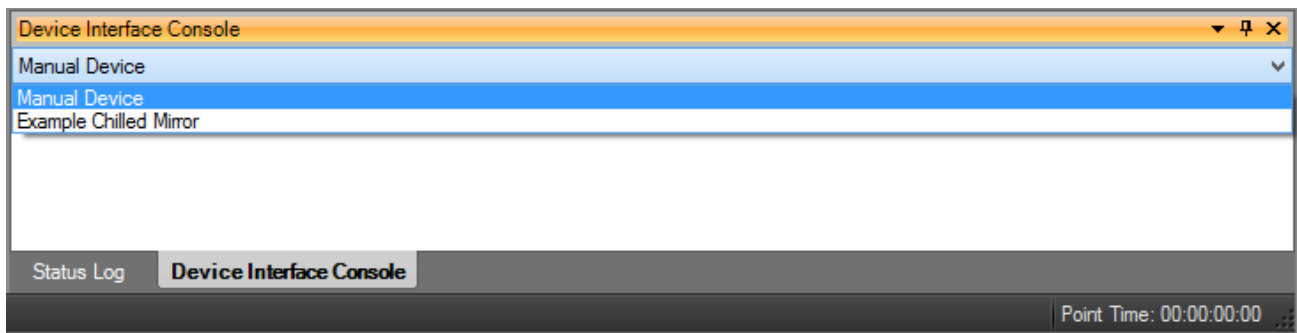 Device Interface Console
Manual Device
Manual Device
Example Chilled Mirror
Status Log Device Interface Console
Point Time: 00:00:00:00